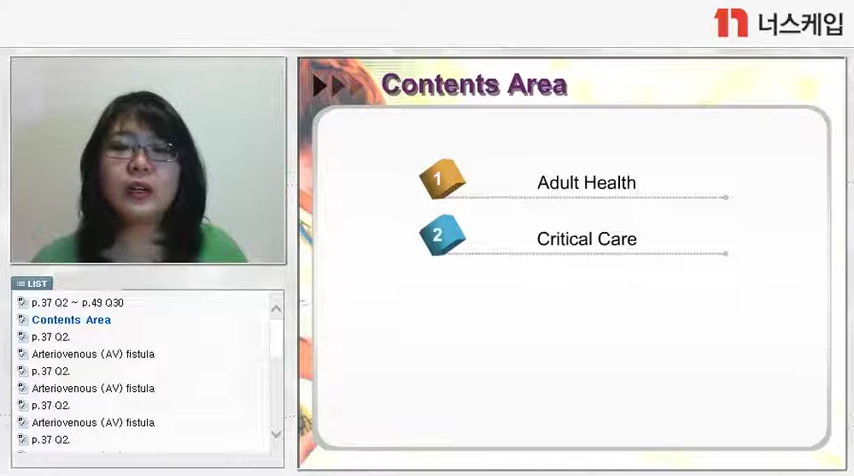 너스케입
Contents Area
1 Adult Health
2 Critical Care
LIST
p.37 Q2 ~ p.49 Q30
Contents Area
p.37 Q2.
Arteriovenous (AV) fistula
p.37 Q2.
Arteriovenous (AV) fistula
p.37 Q2.
Arteriovenous (AV) fistula
p.37 Q2.